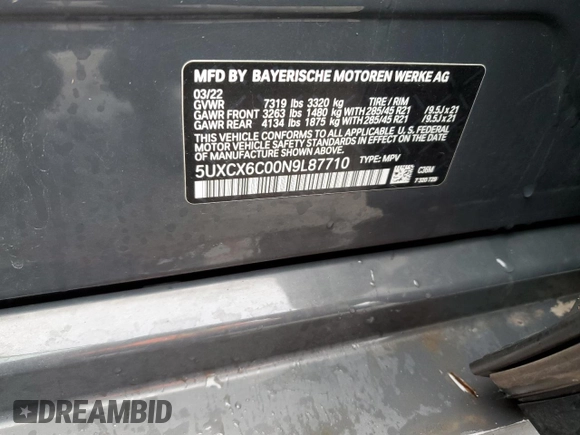 MFD BY BAYERISCHE MOTOREN WERKE AG
03/22
GVWR 7319 lbs 3320 kg TIRE / RIM
GAWR FRONT 3263 lbs 1480 kg WITH 285/45 R21 /9.5J x 21
GAWR REAR 4134 lbs 1875 kg WITH 285/45 R21 /9.5J x 21
THIS VEHICLE CONFORMS TO ALL APPLICABLE U.S. FEDERAL
MOTOR VEHICLE SAFETY STANDARDS IN EFFECT ON THE DATE
OF MANUFACTURE SHOWN ABOVE.
5UXCX6C00N9L87710 TYPE: MPV
C36M
DREAMBID